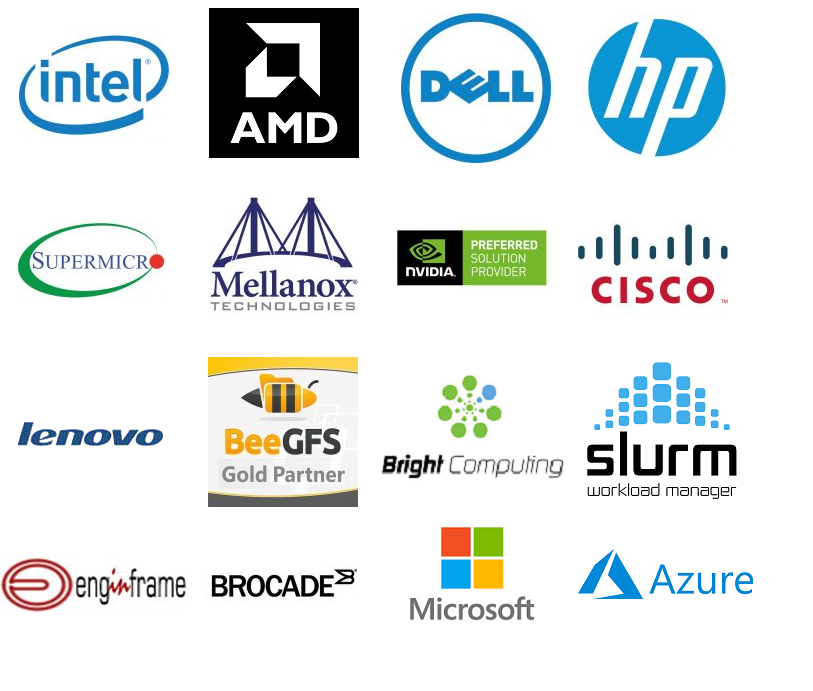 intel®
AMD
DELL
hp
SUPERMICRO
Mellanox®
TECHNOLOGIES
NVIDIA.
PREFERRED
SOLUTION
PROVIDER
CISCO™
lenovo
BeeGFS
Gold Partner
Bright Computing
slurm
workload manager
enginframe
BROCADE
Microsoft
Azure